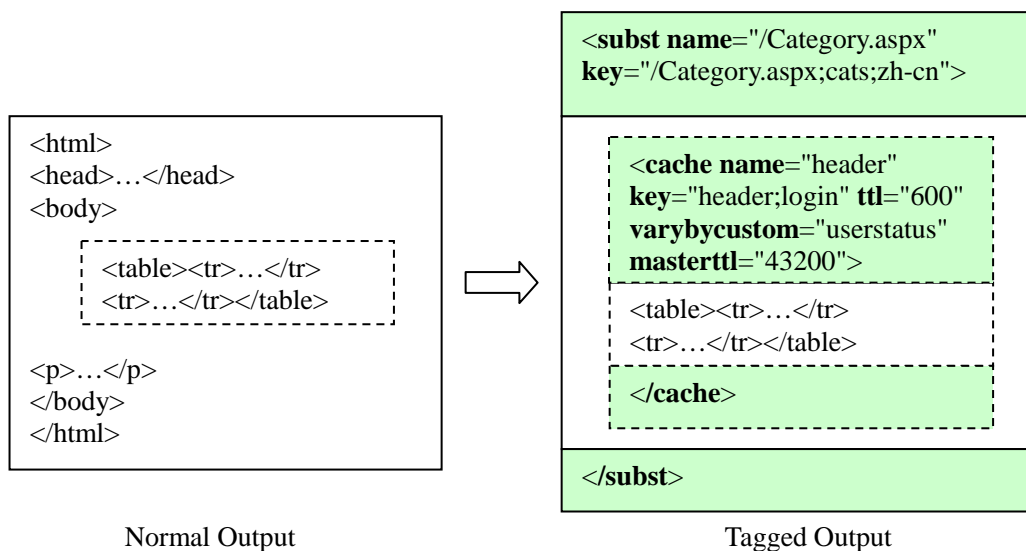 <html>
<head>…</head>
<body>
<table><tr>…</tr>
<tr>…</tr></table>
<p>…</p>
</body>
</html>
Normal Output
<subst name="/Category.aspx"
key="/Category.aspx;cats;zh-cn">
<cache name="header"
key="header;login" ttl="600"
varybycustom="userstatus"
masterttl="43200">
<table><tr>…</tr>
<tr>…</tr></table>
</cache>
</subst>
Tagged Output